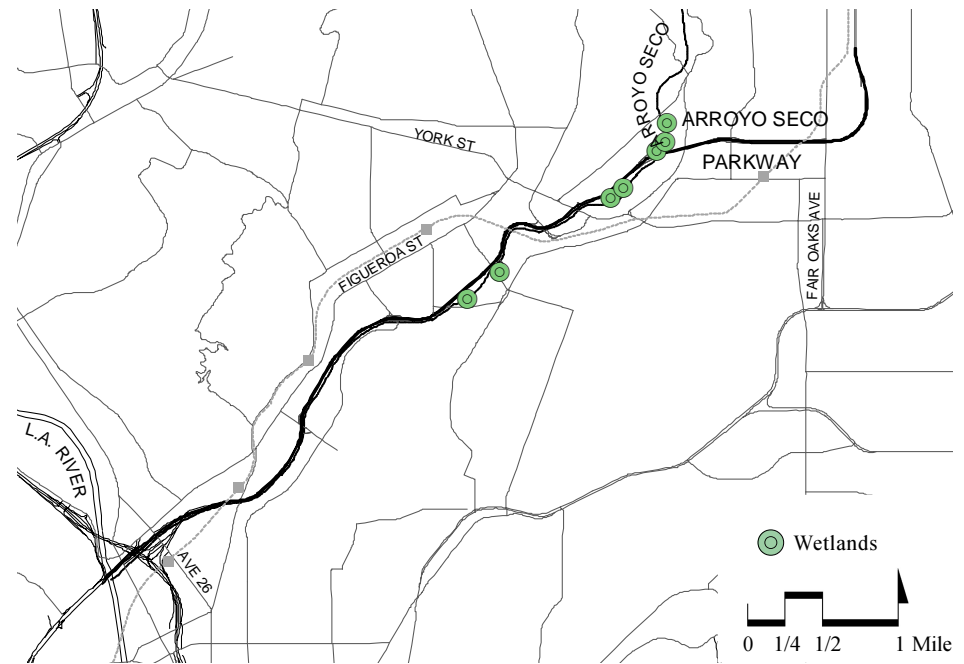 ARROYO SECO
ARROYO SECO
PARKWAY
YORK ST
FIGUEROA ST
FAIR OAKS AVE
L.A. RIVER
AVE 26
Wetlands
0 1/4 1/2 1 Mile